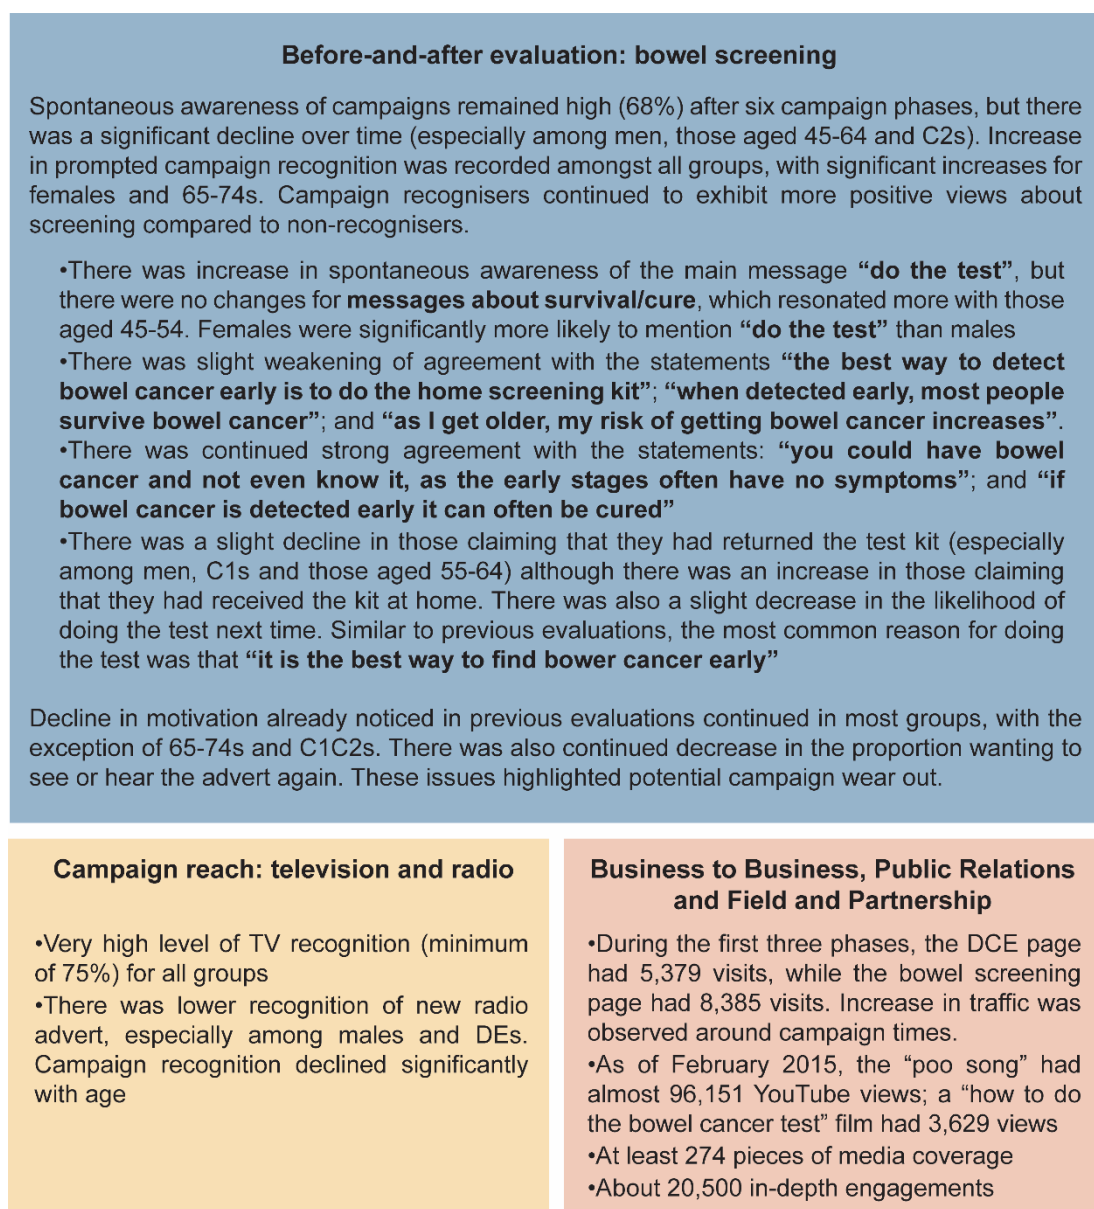 Before-and-after evaluation: bowel screening
Spontaneous awareness of campaigns remained high (68%) after six campaign phases, but there
was a significant decline over time (especially among men, those aged 45-64 and C2s). Increase
in prompted campaign recognition was recorded amongst all groups, with significant increases for
females and 65-74s. Campaign recognisers continued to exhibit more positive views about
screening compared to non-recognisers.
•There was increase in spontaneous awareness of the main message “do the test”, but
there were no changes for messages about survival/cure, which resonated more with those
aged 45-54. Females were significantly more likely to mention “do the test” than males
•There was slight weakening of agreement with the statements “the best way to detect
bowel cancer early is to do the home screening kit”; “when detected early, most people
survive bowel cancer”; and “as I get older, my risk of getting bowel cancer increases”.
•There was continued strong agreement with the statements: “you could have bowel
cancer and not even know it, as the early stages often have no symptoms”; and “if
bowel cancer is detected early it can often be cured”
•There was a slight decline in those claiming that they had returned the test kit (especially
among men, C1s and those aged 55-64) although there was an increase in those claiming
that they had received the kit at home. There was also a slight decrease in the likelihood of
doing the test next time. Similar to previous evaluations, the most common reason for doing
the test was that “it is the best way to find bower cancer early”
Decline in motivation already noticed in previous evaluations continued in most groups, with the
exception of 65-74s and C1C2s. There was also continued decrease in the proportion wanting to
see or hear the advert again. These issues highlighted potential campaign wear out.
Campaign reach: television and radio
•Very high level of TV recognition (minimum
of 75%) for all groups
•There was lower recognition of new radio
advert, especially among males and DEs.
Campaign recognition declined significantly
with age
Business to Business, Public Relations
and Field and Partnership
•During the first three phases, the DCE page
had 5,379 visits, while the bowel screening
page had 8,385 visits. Increase in traffic was
observed around campaign times.
•As of February 2015, the “poo song” had
almost 96,151 YouTube views; a “how to do
the bowel cancer test” film had 3,629 views
•At least 274 pieces of media coverage
•About 20,500 in-depth engagements